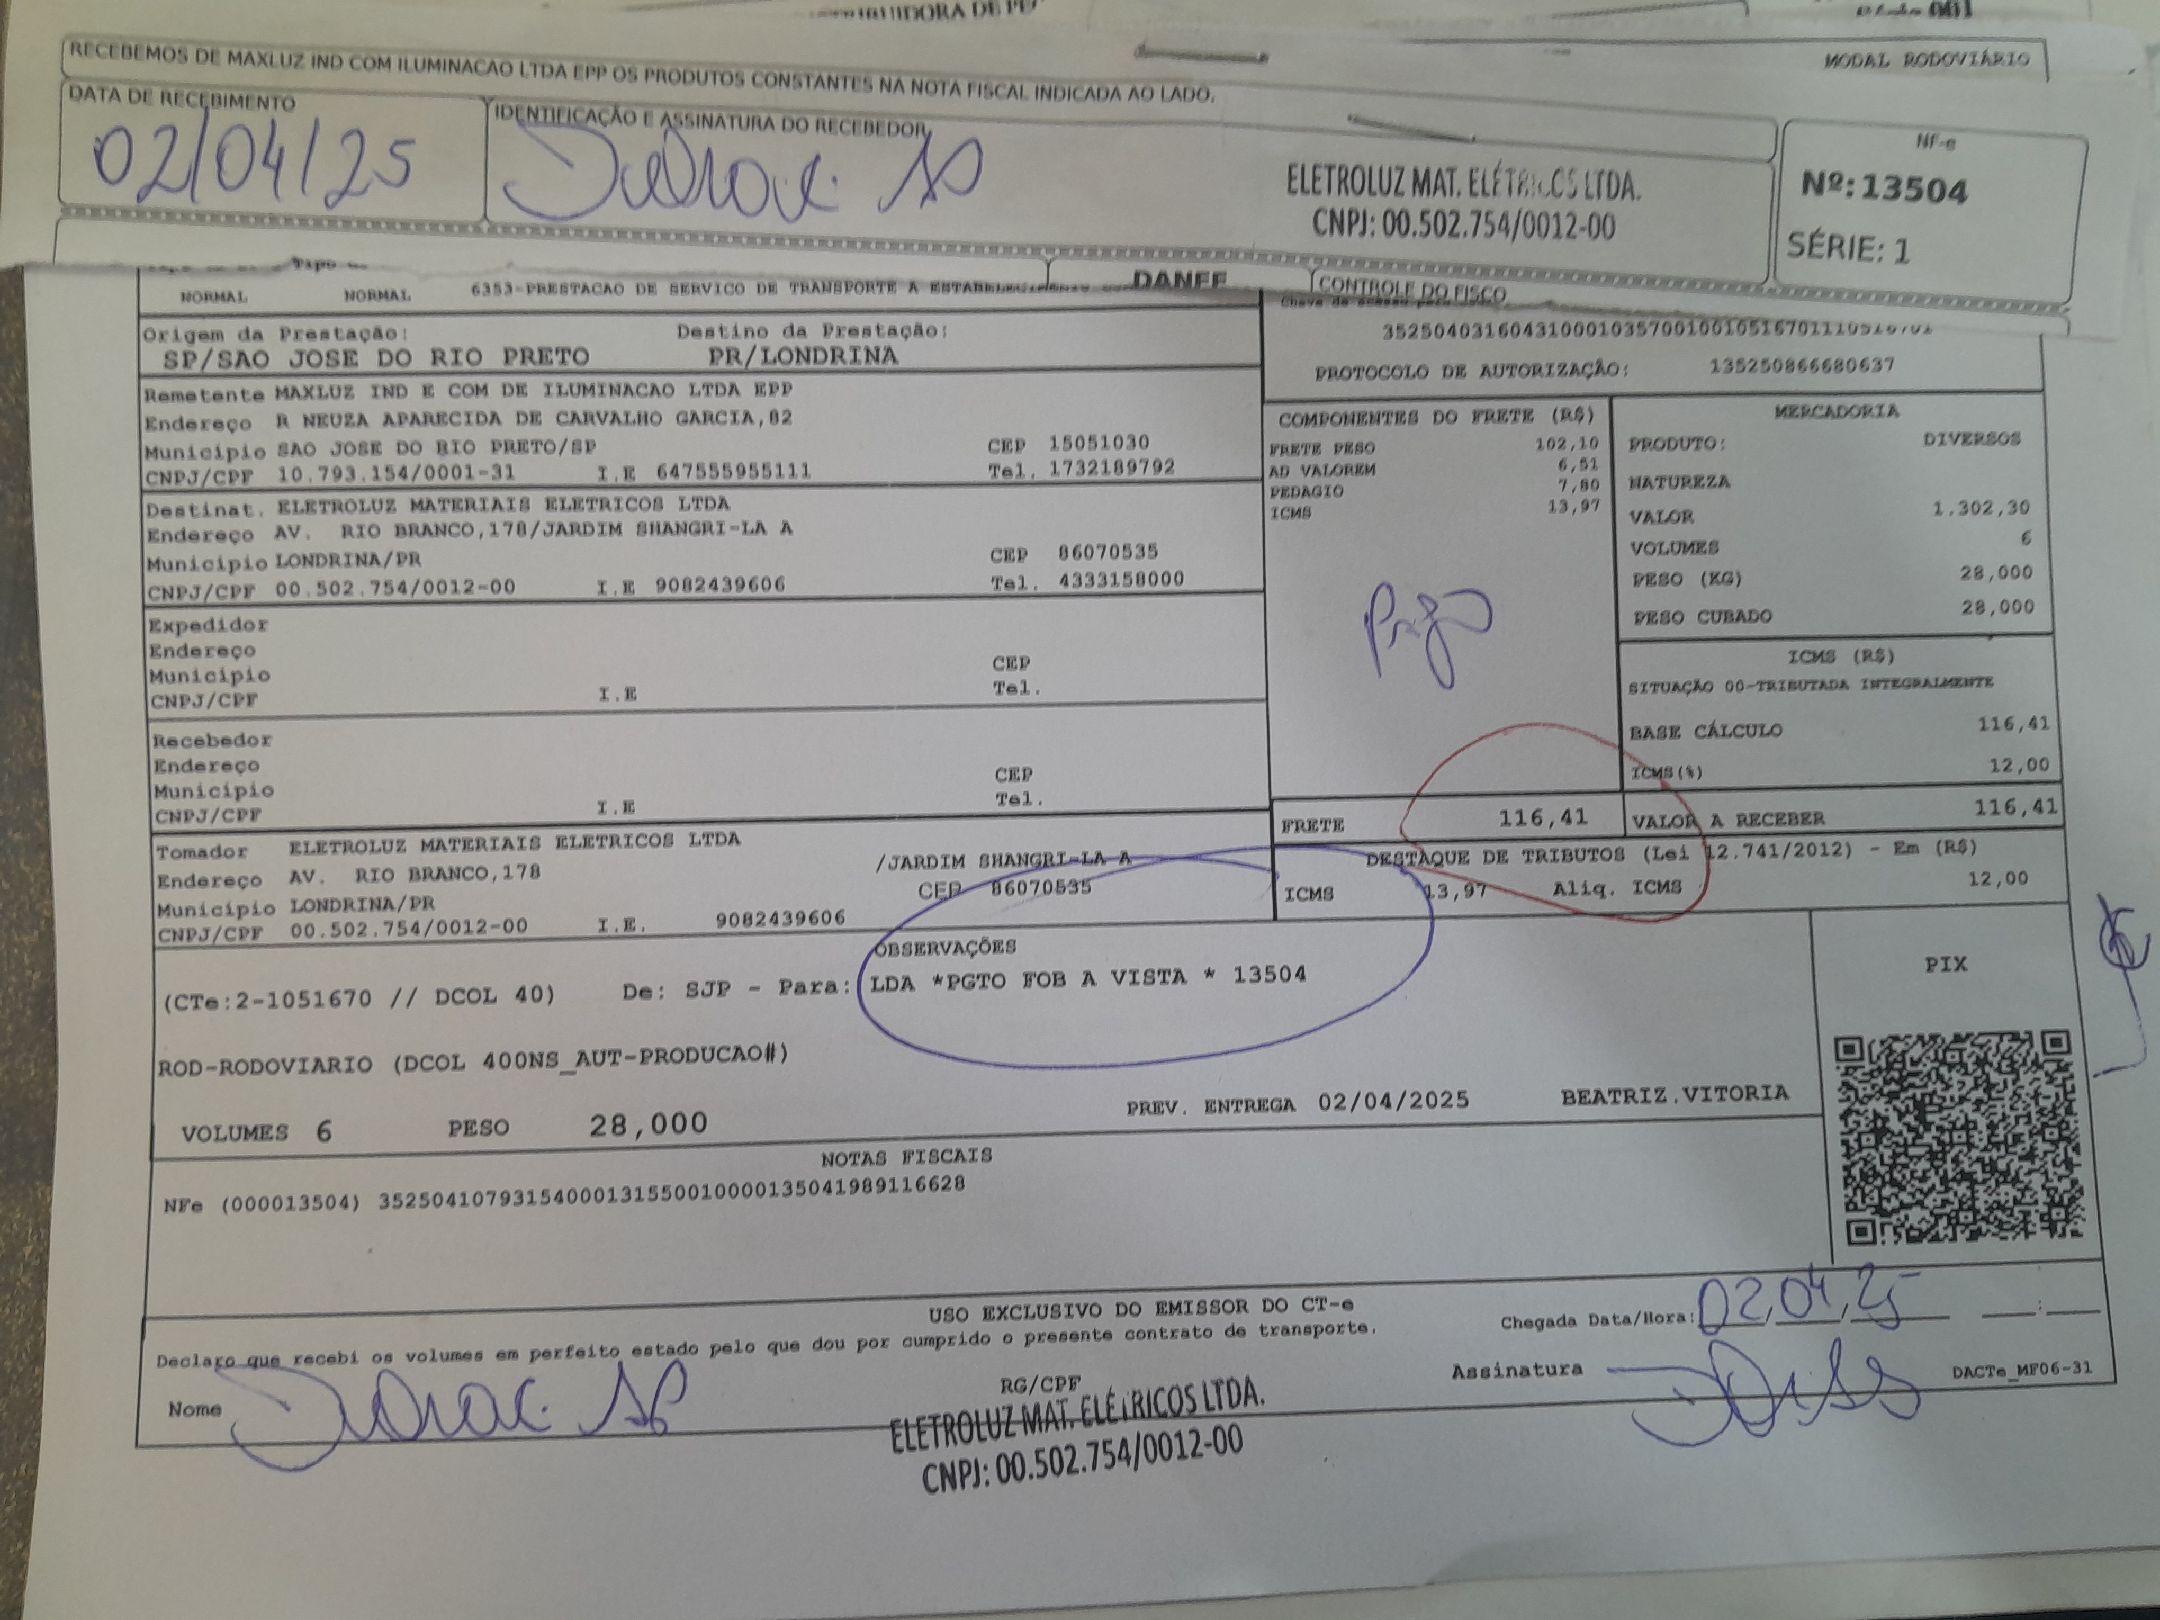 RECEBEMOS DE MAXLUZ IND COM ILUMINACAO LTDA EPP OS PRODUTOS CONSTANTES NA NOTA FISCAL INDICADA AO LADO.
MODAL RODOVIÁRIO
DATA DE RECEBIMENTO
02/04/25
IDENTIFICAÇÃO E ASSINATURA DO RECEBEDOR
ELETROLUZ MAT. ELÉTRICOS LTDA.
CNPJ: 00.502.754/0012-00
NF-e
Nº: 13504
SÉRIE: 1
DANFE
CONTROLE DO FISCO
NORMAL NORMAL 6353-PRESTACAO DE SERVICO DE TRANSPORTE A
Origem da Prestação: Destino da Prestação:
SP/SAO JOSE DO RIO PRETO PR/LONDRINA
PROTOCOLO DE AUTORIZAÇÃO: 135250866680637
Remetente MAXLUZ IND E COM DE ILUMINACAO LTDA EPP
Endereço R NEUZA APARECIDA DE CARVALHO GARCIA,82
Município SAO JOSE DO RIO PRETO/SP CEP 15051030
CNPJ/CPF 10.793.154/0001-31 I.E 647555955111 Tel. 1732189792
Destinat. ELETROLUZ MATERIAIS ELETRICOS LTDA
Endereço AV. RIO BRANCO,178/JARDIM SHANGRI-LA A
Município LONDRINA/PR CEP 86070535
CNPJ/CPF 00.502.754/0012-00 I.E 9082439606 Tel. 4333158000
Expedidor
Endereço
Município CEP
CNPJ/CPF I.E Tel.
Recebedor
Endereço
Município CEP
CNPJ/CPF I.E Tel.
Tomador ELETROLUZ MATERIAIS ELETRICOS LTDA
Endereço AV. RIO BRANCO,178 /JARDIM SHANGRI-LA A
Município LONDRINA/PR CEP 86070535
CNPJ/CPF 00.502.754/0012-00 I.E. 9082439606
COMPONENTES DO FRETE (R$)
FRETE PESO 102,10
AD VALOREM 6,51
PEDAGIO 7,80
ICMS 13,97
Pago
FRETE 116,41
MERCADORIA
PRODUTO: DIVERSOS
NATUREZA
VALOR 1.302,30
VOLUMES 6
PESO (KG) 28,000
PESO CUBADO 28,000
ICMS (R$)
SITUAÇÃO 00-TRIBUTADA INTEGRALMENTE
BASE CÁLCULO 116,41
ICMS(%) 12,00
VALOR A RECEBER 116,41
DESTAQUE DE TRIBUTOS (Lei 12.741/2012) - Em (R$)
ICMS 13,97 Aliq. ICMS 12,00
OBSERVAÇÕES
(CTe:2-1051670 // DCOL 40) De: SJP - Para: LDA *PGTO FOB A VISTA * 13504
ROD-RODOVIARIO (DCOL 400NS_AUT-PRODUCAO#)
VOLUMES 6 PESO 28,000 PREV. ENTREGA 02/04/2025 BEATRIZ.VITORIA
PIX
NOTAS FISCAIS
NFe (000013504) 35250410793154000131550010000135041989116628
USO EXCLUSIVO DO EMISSOR DO CT-e
Declaro que recebi os volumes em perfeito estado pelo que dou por cumprido o presente contrato de transporte.
Chegada Data/Hora: 02/04/25 __:__
Nome
RG/CPF
Assinatura
DACTe_MF06-31
ELETROLUZ MAT. ELÉTRICOS LTDA.
CNPJ: 00.502.754/0012-00